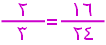 ٢/٣ = ١٦/٢٤